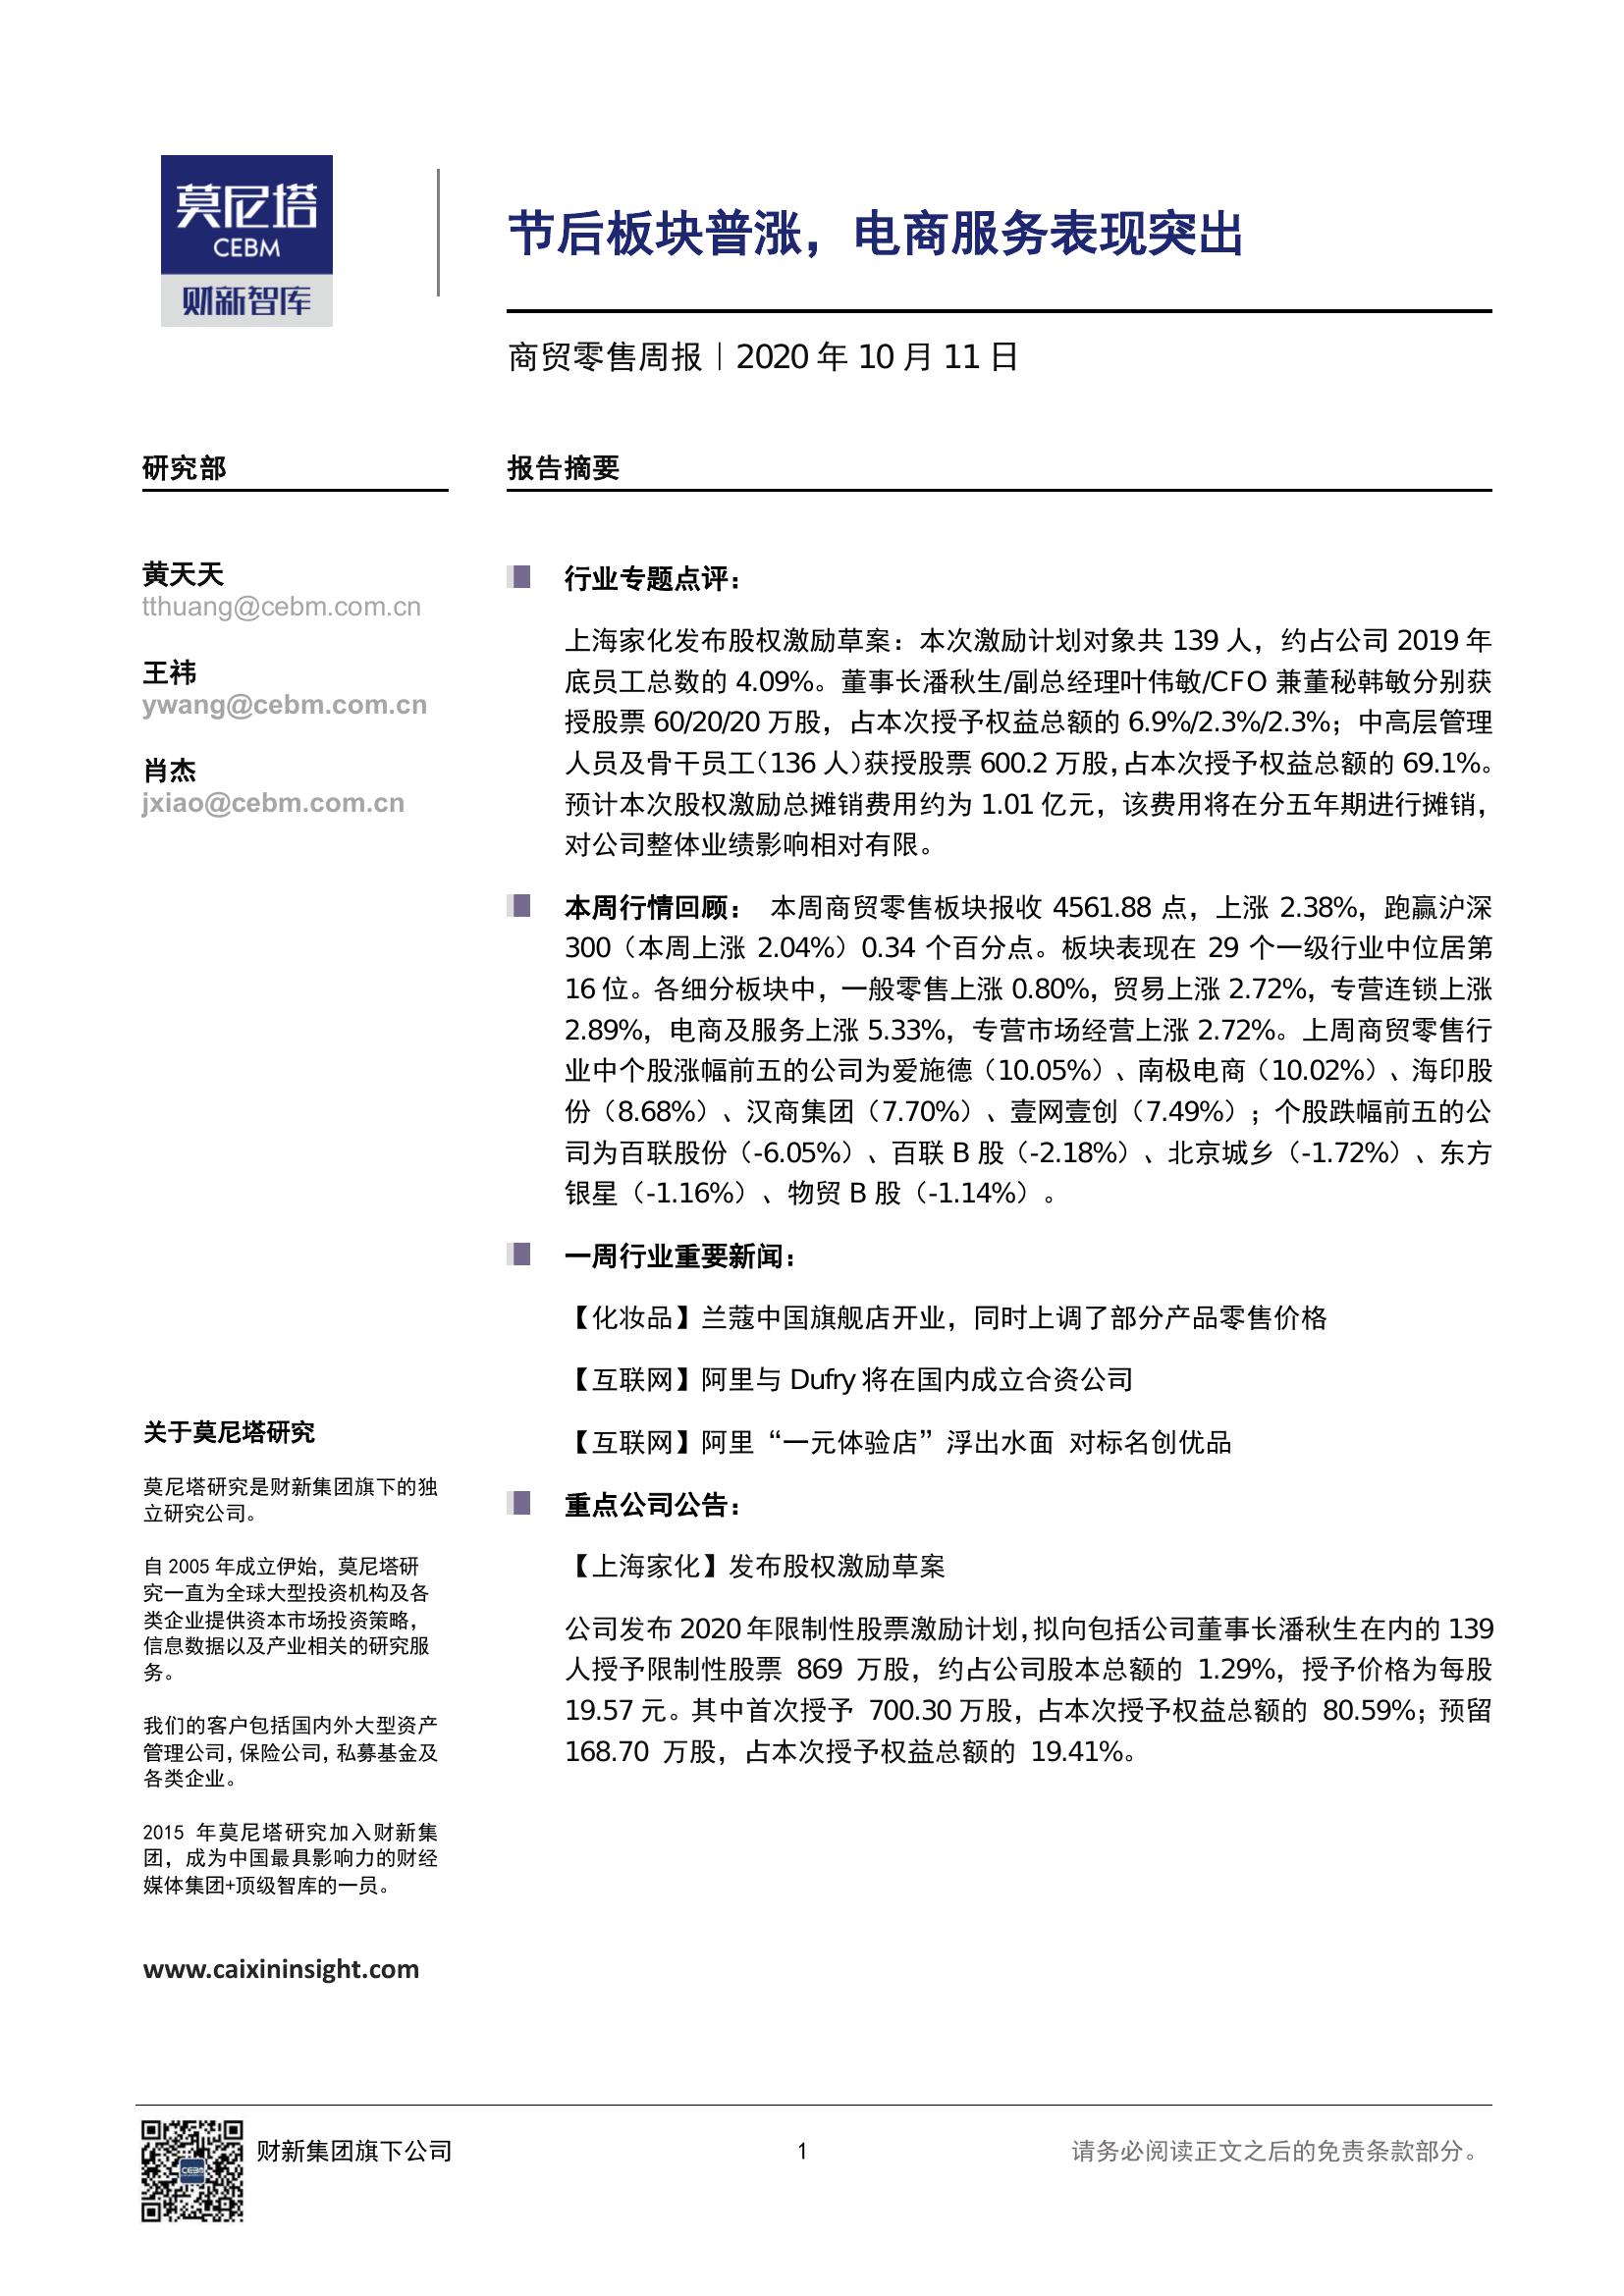 莫尼塔
CEBM
财新智库
节后板块普涨，电商服务表现突出
商贸零售周报｜2020 年 10 月 11 日
研究部
黄天天
tthuang@cebm.com.cn
王祎
ywang@cebm.com.cn
肖杰
jxiao@cebm.com.cn
关于莫尼塔研究
莫尼塔研究是财新集团旗下的独
立研究公司。
自 2005 年成立伊始，莫尼塔研
究一直为全球大型投资机构及各
类企业提供资本市场投资策略，
信息数据以及产业相关的研究服
务。
我们的客户包括国内外大型资产
管理公司,保险公司,私募基金及
各类企业。
2015 年莫尼塔研究加入财新集
团，成为中国最具影响力的财经
媒体集团+顶级智库的一员。
www.caixininsight.com
报告摘要
行业专题点评：
上海家化发布股权激励草案：本次激励计划对象共 139 人，约占公司 2019 年
底员工总数的 4.09%。董事长潘秋生/副总经理叶伟敏/CFO 兼董秘韩敏分别获
授股票 60/20/20 万股，占本次授予权益总额的 6.9%/2.3%/2.3%；中高层管理
人员及骨干员工（136 人）获授股票 600.2 万股，占本次授予权益总额的 69.1%。
预计本次股权激励总摊销费用约为 1.01 亿元，该费用将在分五年期进行摊销，
对公司整体业绩影响相对有限。
本周行情回顾： 本周商贸零售板块报收 4561.88 点，上涨 2.38%，跑赢沪深
300（本周上涨 2.04%）0.34 个百分点。板块表现在 29 个一级行业中位居第
16 位。各细分板块中，一般零售上涨 0.80%，贸易上涨 2.72%，专营连锁上涨
2.89%，电商及服务上涨 5.33%，专营市场经营上涨 2.72%。上周商贸零售行
业中个股涨幅前五的公司为爱施德（10.05%）、南极电商（10.02%）、海印股
份（8.68%）、汉商集团（7.70%）、壹网壹创（7.49%）；个股跌幅前五的公
司为百联股份（-6.05%）、百联 B 股（-2.18%）、北京城乡（-1.72%）、东方
银星（-1.16%）、物贸 B 股（-1.14%）。
一周行业重要新闻：
【化妆品】兰蔻中国旗舰店开业，同时上调了部分产品零售价格
【互联网】阿里与 Dufry 将在国内成立合资公司
【互联网】阿里“一元体验店”浮出水面 对标名创优品
重点公司公告：
【上海家化】发布股权激励草案
公司发布 2020 年限制性股票激励计划，拟向包括公司董事长潘秋生在内的 139
人授予限制性股票 869 万股，约占公司股本总额的 1.29%，授予价格为每股
19.57 元。其中首次授予 700.30 万股，占本次授予权益总额的 80.59%；预留
168.70 万股，占本次授予权益总额的 19.41%。
CEBM
财新集团旗下公司
1
请务必阅读正文之后的免责条款部分。